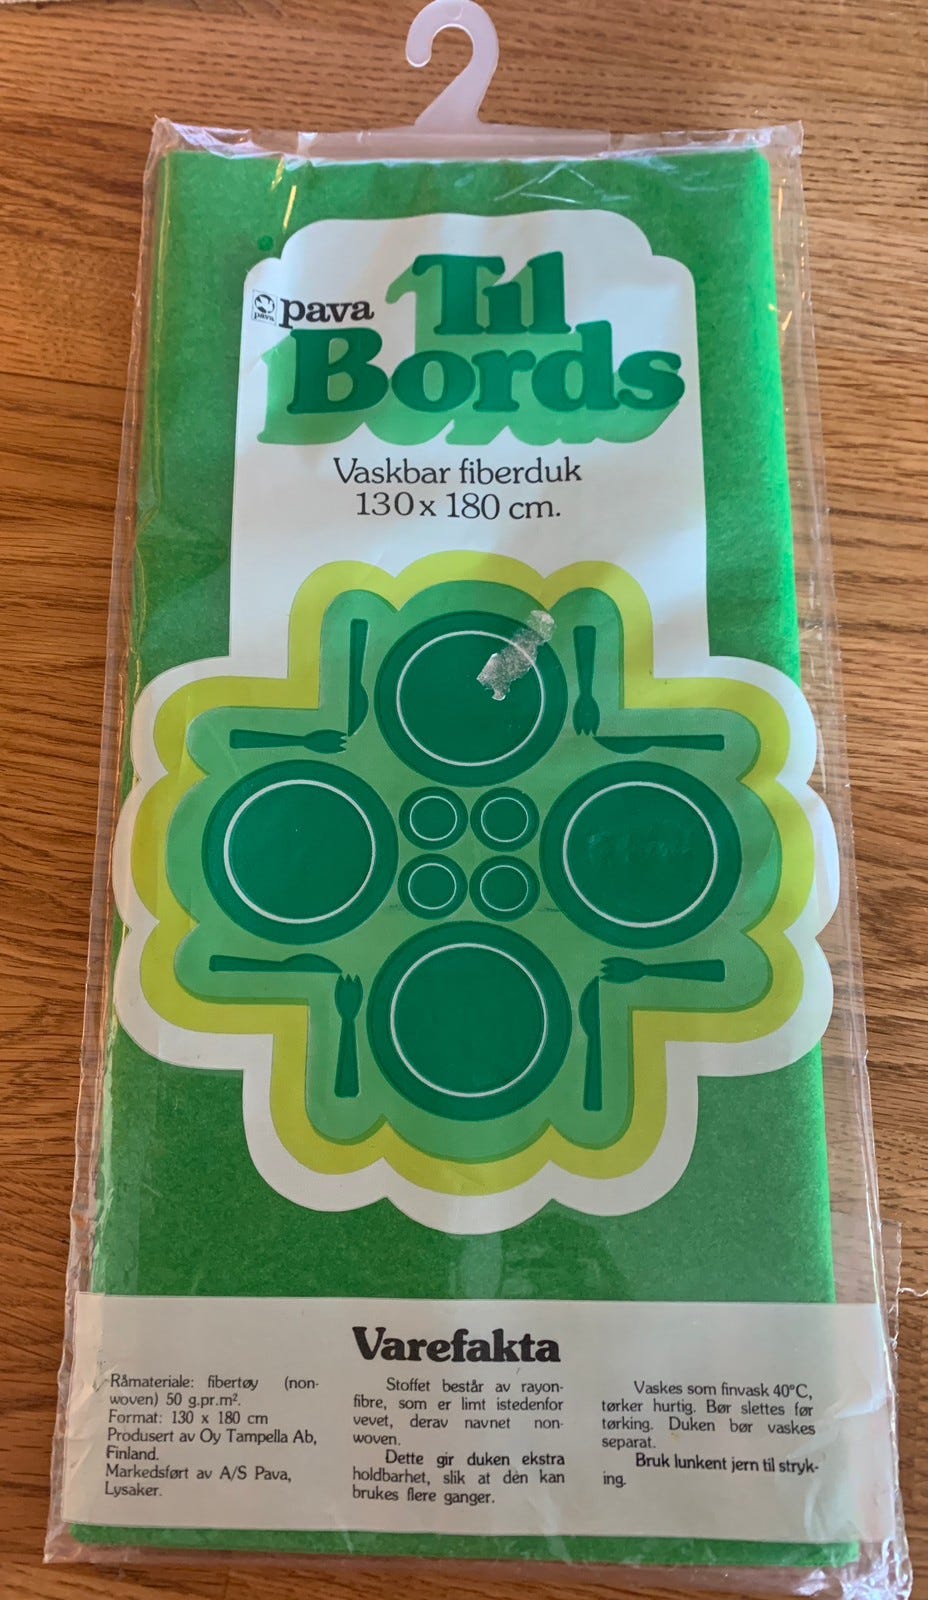 pava
pava
Til
Bords
Vaskbar fiberduk
130 x 180 cm.
Varefakta
Råmateriale: fibertøy (non-
woven) 50 g.pr.m².
Format: 130 x 180 cm
Produsert av Oy Tampella Ab,
Finland.
Markedsført av A/S Pava,
Lysaker.
Stoffet består av rayon-
fibre, som er limt istedenfor
vevet, derav navnet non-
woven.
Dette gir duken ekstra
holdbarhet, slik at den kan
brukes flere ganger.
Vaskes som finvask 40°C,
tørker hurtig. Bør slettes før
tørking. Duken bør vaskes
separat.
Bruk lunkent jern til stryk-
ing.